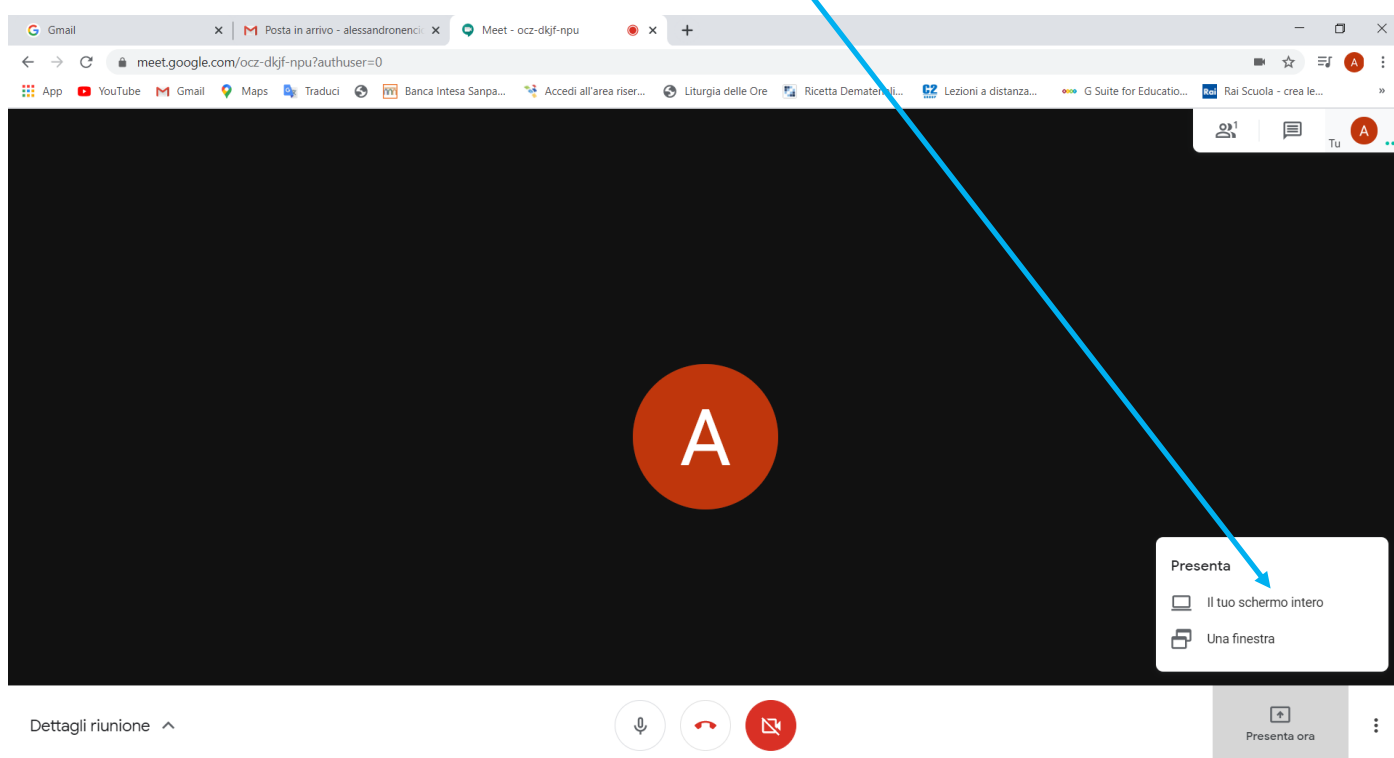 Gmail
Posta in arrivo - alessandronenci
Meet - ocz-dkjf-npu
meet.google.com/ocz-dkjf-npu?authuser=0
A
App
YouTube
Gmail
Maps
Traduci
Banca Intesa Sanpa...
Accedi all'area riser...
Liturgia delle Ore
Ricetta Demateriali...
C2
Lezioni a distanza...
G Suite for Educatio...
Rai
Rai Scuola - crea le...
»
1
Tu
A
A
Presenta
Il tuo schermo intero
Una finestra
Dettagli riunione
Presenta ora